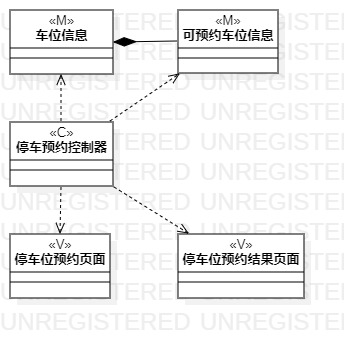 «M»
车位信息
«M»
可预约车位信息
«C»
停车预约控制器
«V»
停车位预约页面
«V»
停车位预约结果页面
UNREGISTERED UNREGISTERED
UNREGISTERED UNREGISTERED
UNREGISTERED UNREGISTERED
UNREGISTERED UNREGISTERED
UNREGISTERED UNREGISTERED
UNREGISTERED UNREGISTERED
UNREGISTERED UNREGISTERED
UNREGISTERED UNREGISTERED
UNREGISTERED UNREGISTERED
UNREGISTERED UNREGISTERED
UNREGISTERED UNREGISTERED